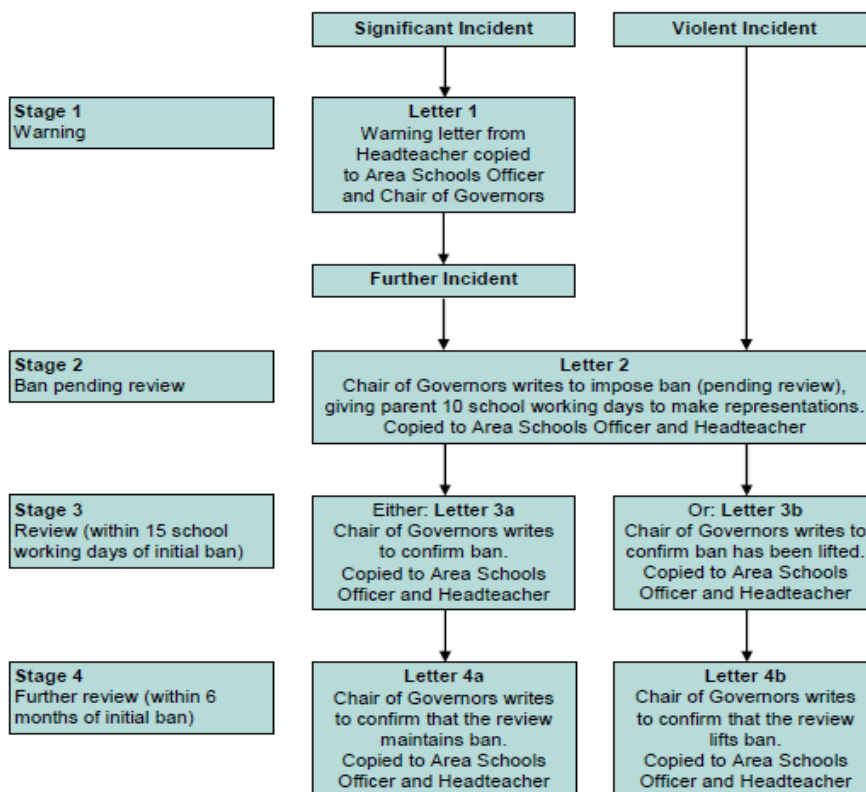 Significant Incident
Violent Incident
Stage 1
Warning
Letter 1
Warning letter from
Headteacher copied
to Area Schools Officer
and Chair of Governors
Further Incident
Stage 2
Ban pending review
Letter 2
Chair of Governors writes to impose ban (pending review),
giving parent 10 school working days to make representations.
Copied to Area Schools Officer and Headteacher
Stage 3
Review (within 15 school
working days of initial ban)
Either: Letter 3a
Chair of Governors writes
to confirm ban.
Copied to Area Schools
Officer and Headteacher
Or: Letter 3b
Chair of Governors writes to
confirm ban has been lifted.
Copied to Area Schools
Officer and Headteacher
Stage 4
Further review (within 6
months of initial ban)
Letter 4a
Chair of Governors writes
to confirm that the review
maintains ban.
Copied to Area Schools
Officer and Headteacher
Letter 4b
Chair of Governors writes
to confirm that the review
lifts ban.
Copied to Area Schools
Officer and Headteacher